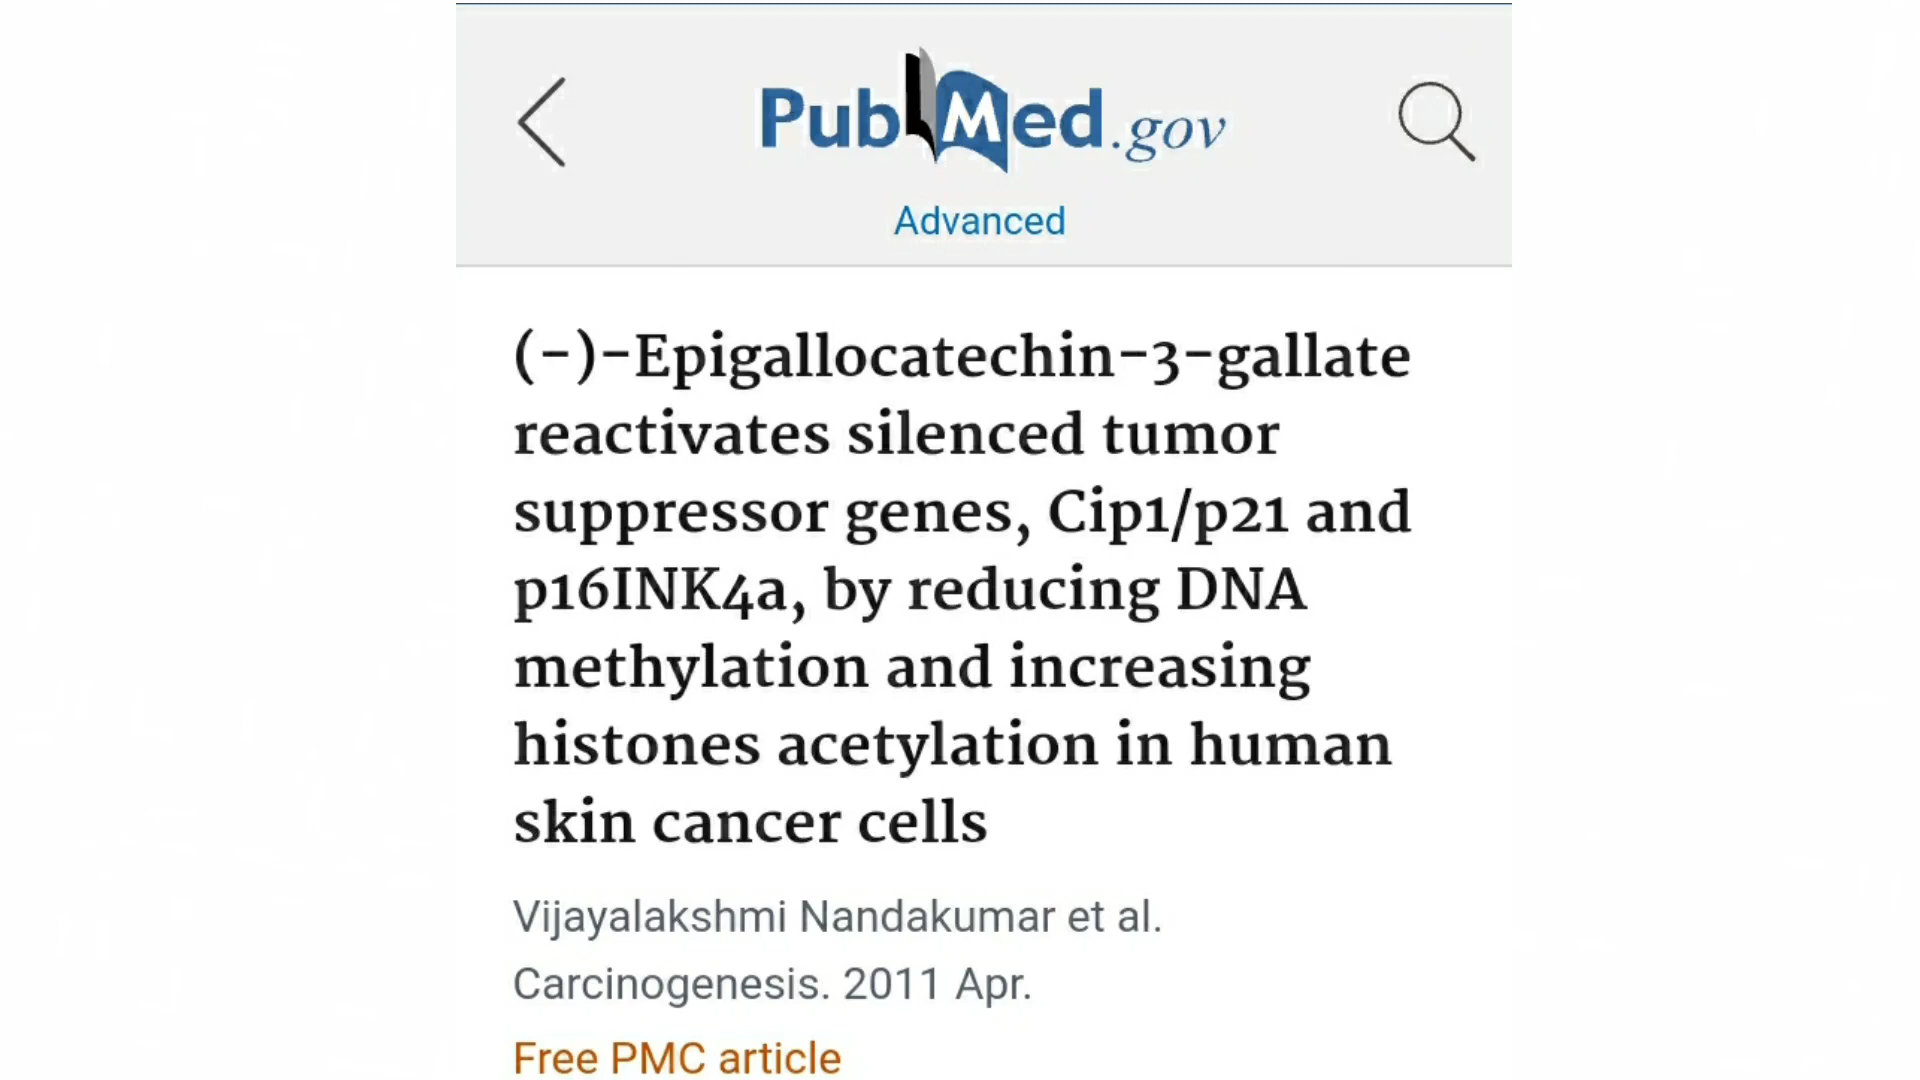 PubMed.gov
Advanced
(-)-Epigallocatechin-3-gallate
reactivates silenced tumor
suppressor genes, Cip1/p21 and
p16INK4a, by reducing DNA
methylation and increasing
histones acetylation in human
skin cancer cells
Vijayalakshmi Nandakumar et al.
Carcinogenesis. 2011 Apr.
Free PMC article